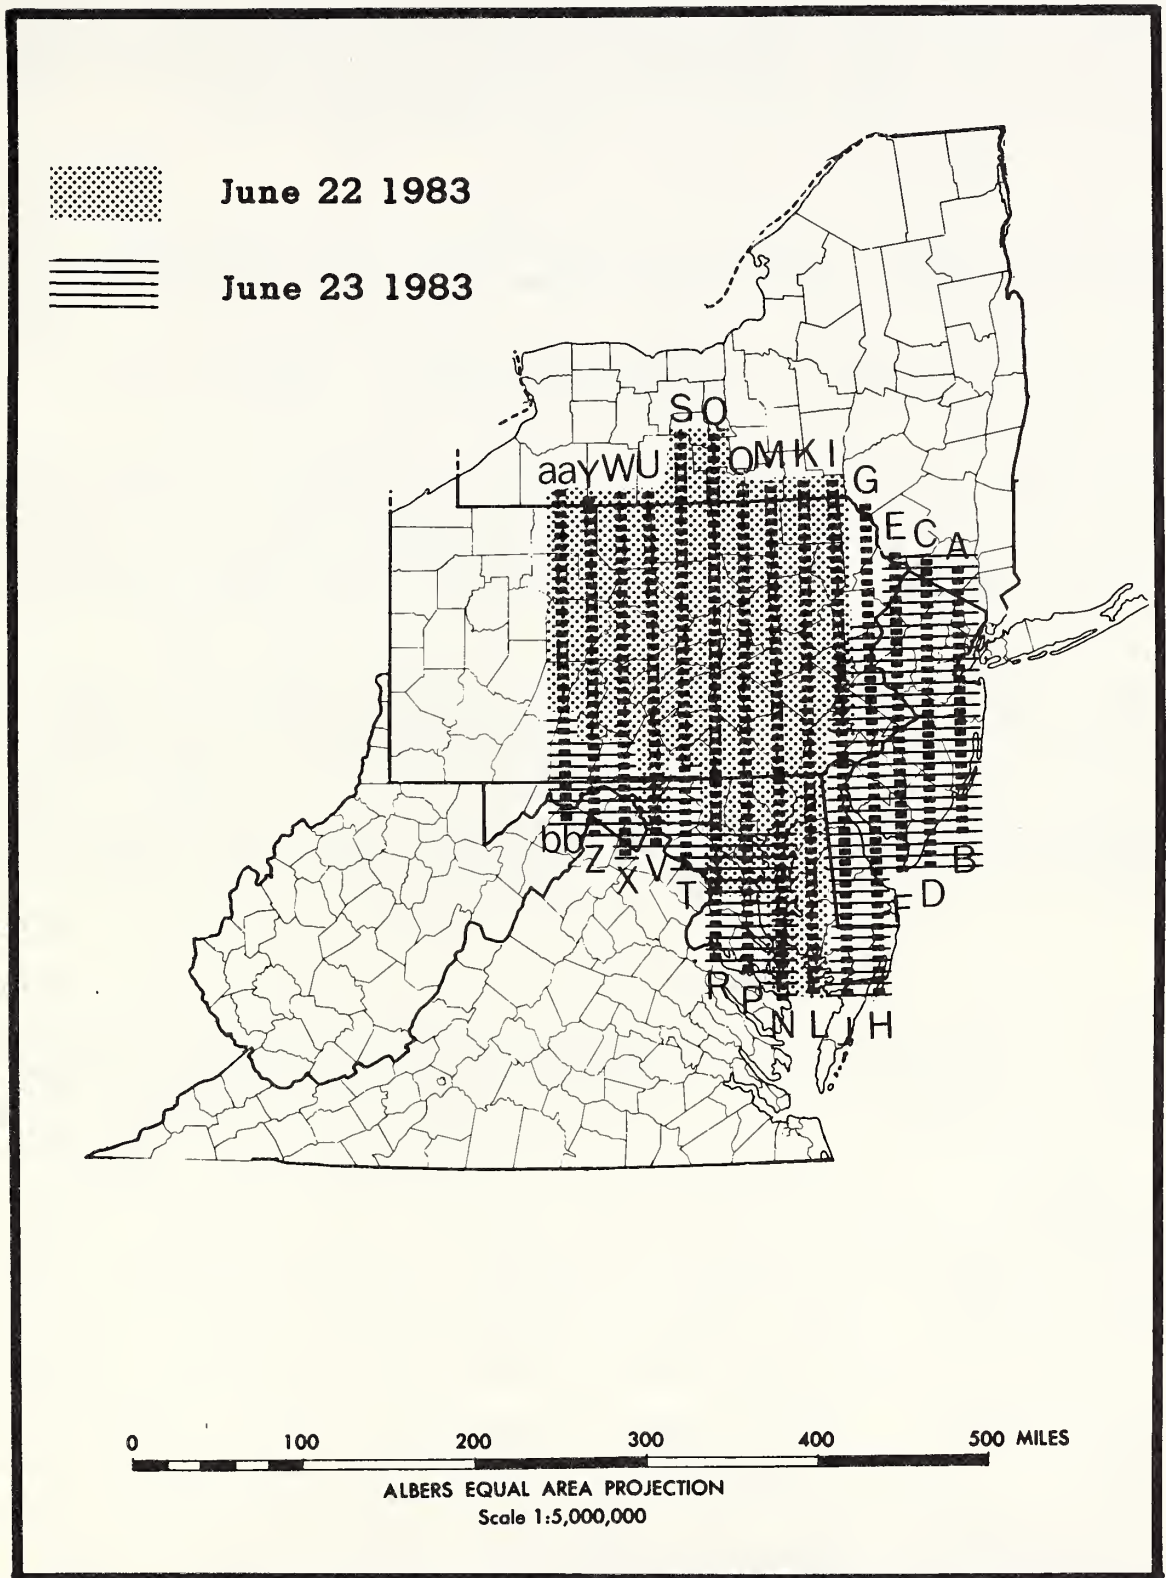 June 22 1983
June 23 1983
S Q
aa Y W U O M K I
G
E C A
bb Z X V T B
D
F
R P N L J H
0 100 200 300 400 500 MILES
ALBERS EQUAL AREA PROJECTION
Scale 1:5,000,000